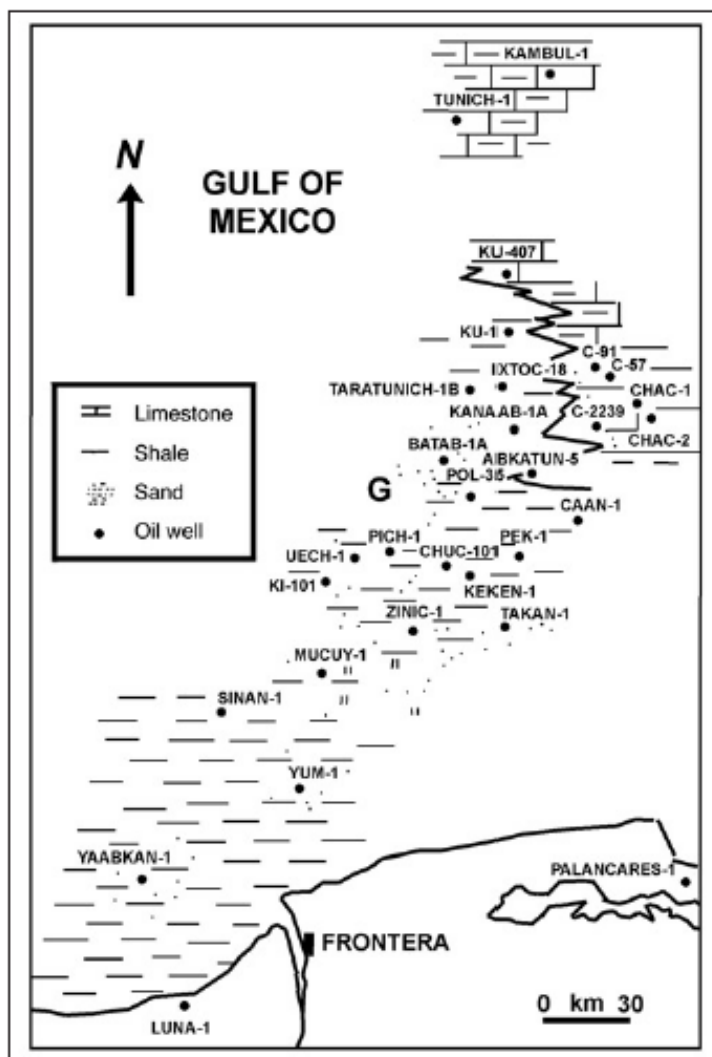 KAMBUL-1
TUNICH-1
N
GULF OF
MEXICO
KU-407
KU-1
C-91
C-57
IXTOC-18
TARATUNICH-1B
CHAC-1
KANAAB-1A
C-2239
CHAC-2
BATAB-1A
AIBKATUN-5
POL-3/5
G
CAAN-1
Limestone
Shale
Sand
Oil well
PICH-1
PEK-1
UECH-1
CHUC-101
KI-101
KEKEN-1
ZINIC-1
TAKAN-1
MUCUY-1
SINAN-1
YUM-1
YAABKAN-1
PALANCARES-1
FRONTERA
0 km 30
LUNA-1